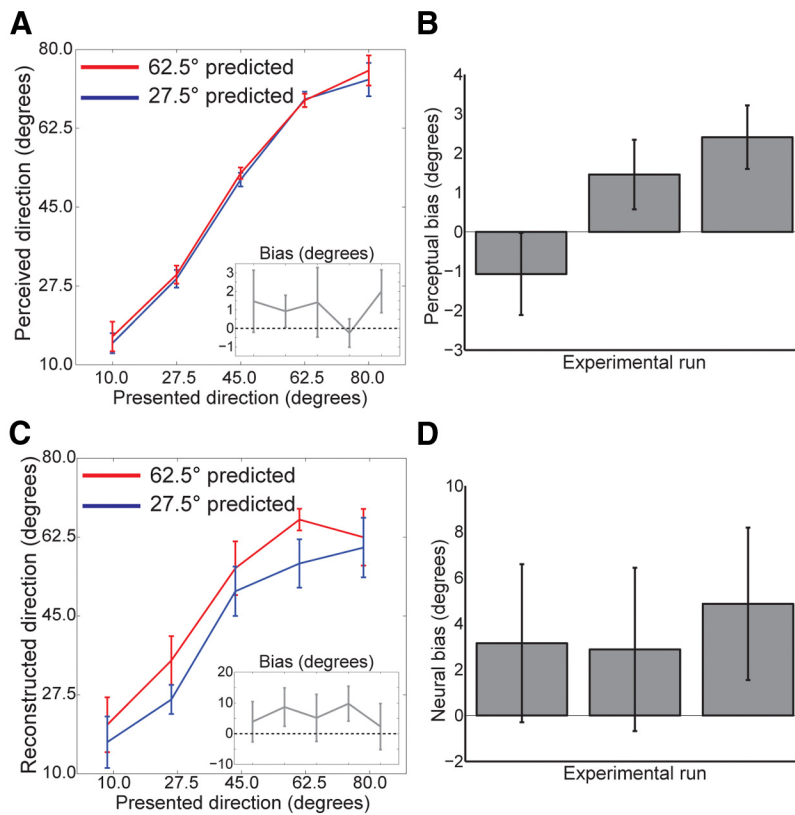 A
80.0
62.5
45.0
27.5
10.0
Perceived direction (degrees)
62.5° predicted
27.5° predicted
Bias (degrees)
3
2
1
0
−1
10.0 27.5 45.0 62.5 80.0
Presented direction (degrees)
B
4
3
2
1
0
−1
−2
−3
Perceptual bias (degrees)
Experimental run
C
80.0
62.5
45.0
27.5
10.0
Reconstructed direction (degrees)
62.5° predicted
27.5° predicted
Bias (degrees)
20
10
0
−10
10.0 27.5 45.0 62.5 80.0
Presented direction (degrees)
D
10
8
6
4
2
0
−2
Neural bias (degrees)
Experimental run